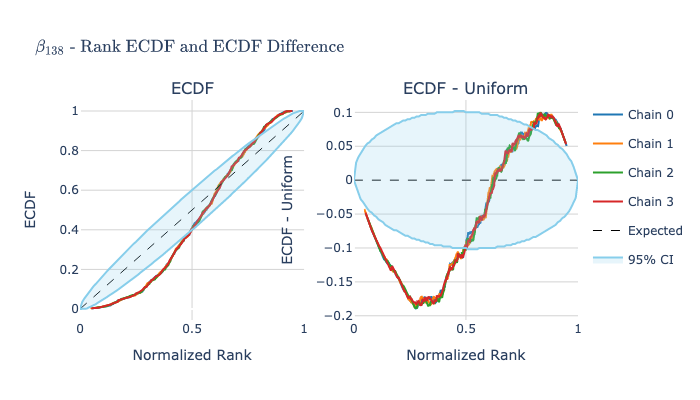 β₁₃₈ - Rank ECDF and ECDF Difference
ECDF
ECDF - Uniform
ECDF
1
0.8
0.6
0.4
0.2
0
0
0.5
1
Normalized Rank
ECDF - Uniform
0.1
0.05
0
−0.05
−0.1
−0.15
−0.2
0
0.5
1
Normalized Rank
Chain 0
Chain 1
Chain 2
Chain 3
Expected
95% CI